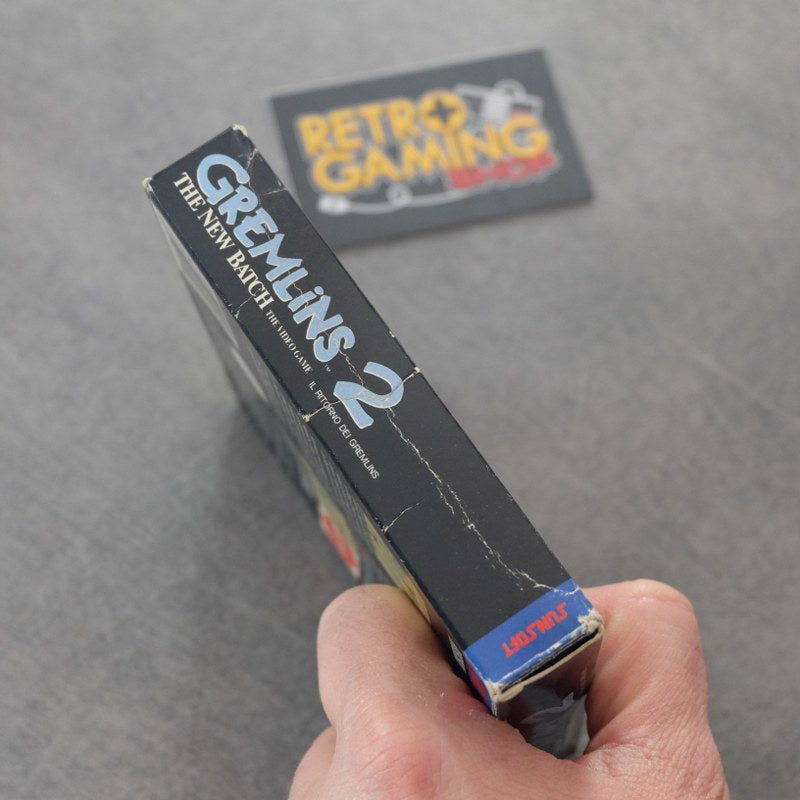 RETRO
GAMING
SHOP
GREMLiNS 2
THE NEW BATCH THE VIDEO GAME
IL RITORNO DEI GREMLINS
SUNSOFT